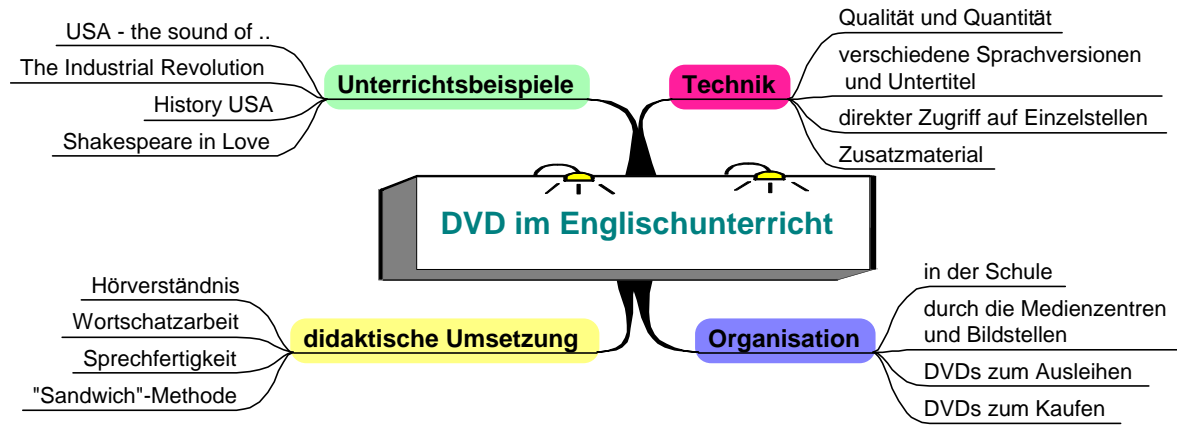 DVD im Englischunterricht
Unterrichtsbeispiele
USA - the sound of ..
The Industrial Revolution
History USA
Shakespeare in Love
Technik
Qualität und Quantität
verschiedene Sprachversionen
und Untertitel
direkter Zugriff auf Einzelstellen
Zusatzmaterial
didaktische Umsetzung
Hörverständnis
Wortschatzarbeit
Sprechfertigkeit
"Sandwich"-Methode
Organisation
in der Schule
durch die Medienzentren
und Bildstellen
DVDs zum Ausleihen
DVDs zum Kaufen